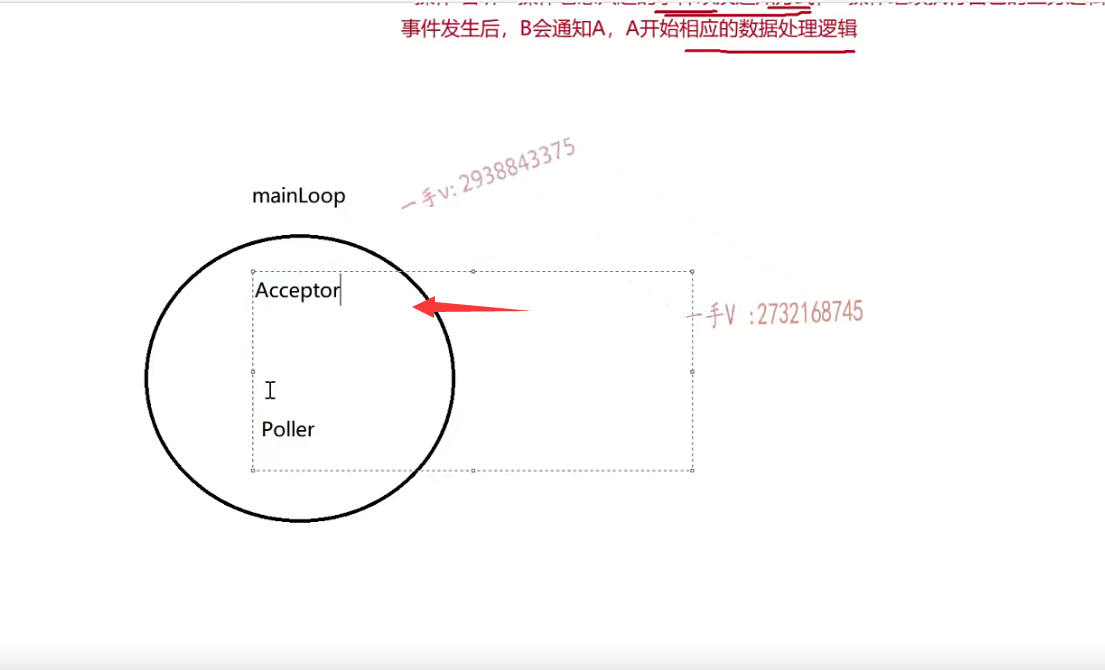 事件发生后，B会通知A，A开始相应的数据处理逻辑
一手v: 2938843375
mainLoop
Acceptor
一手V :2732168745
Poller